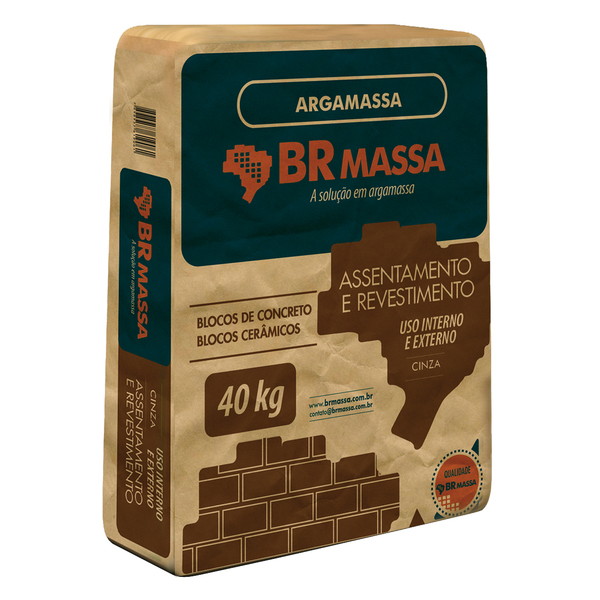 ARGAMASSA
BR MASSA
A solução em argamassa
ASSENTAMENTO
E REVESTIMENTO
USO INTERNO
E EXTERNO
CINZA
BLOCOS DE CONCRETO
BLOCOS CERÂMICOS
40 kg
www.brmassa.com.br
contato@brmassa.com.br
QUALIDADE
BR MASSA
BR MASSA
A solução em argamassa
USO INTERNO
E EXTERNO
CINZA
ASSENTAMENTO
E REVESTIMENTO